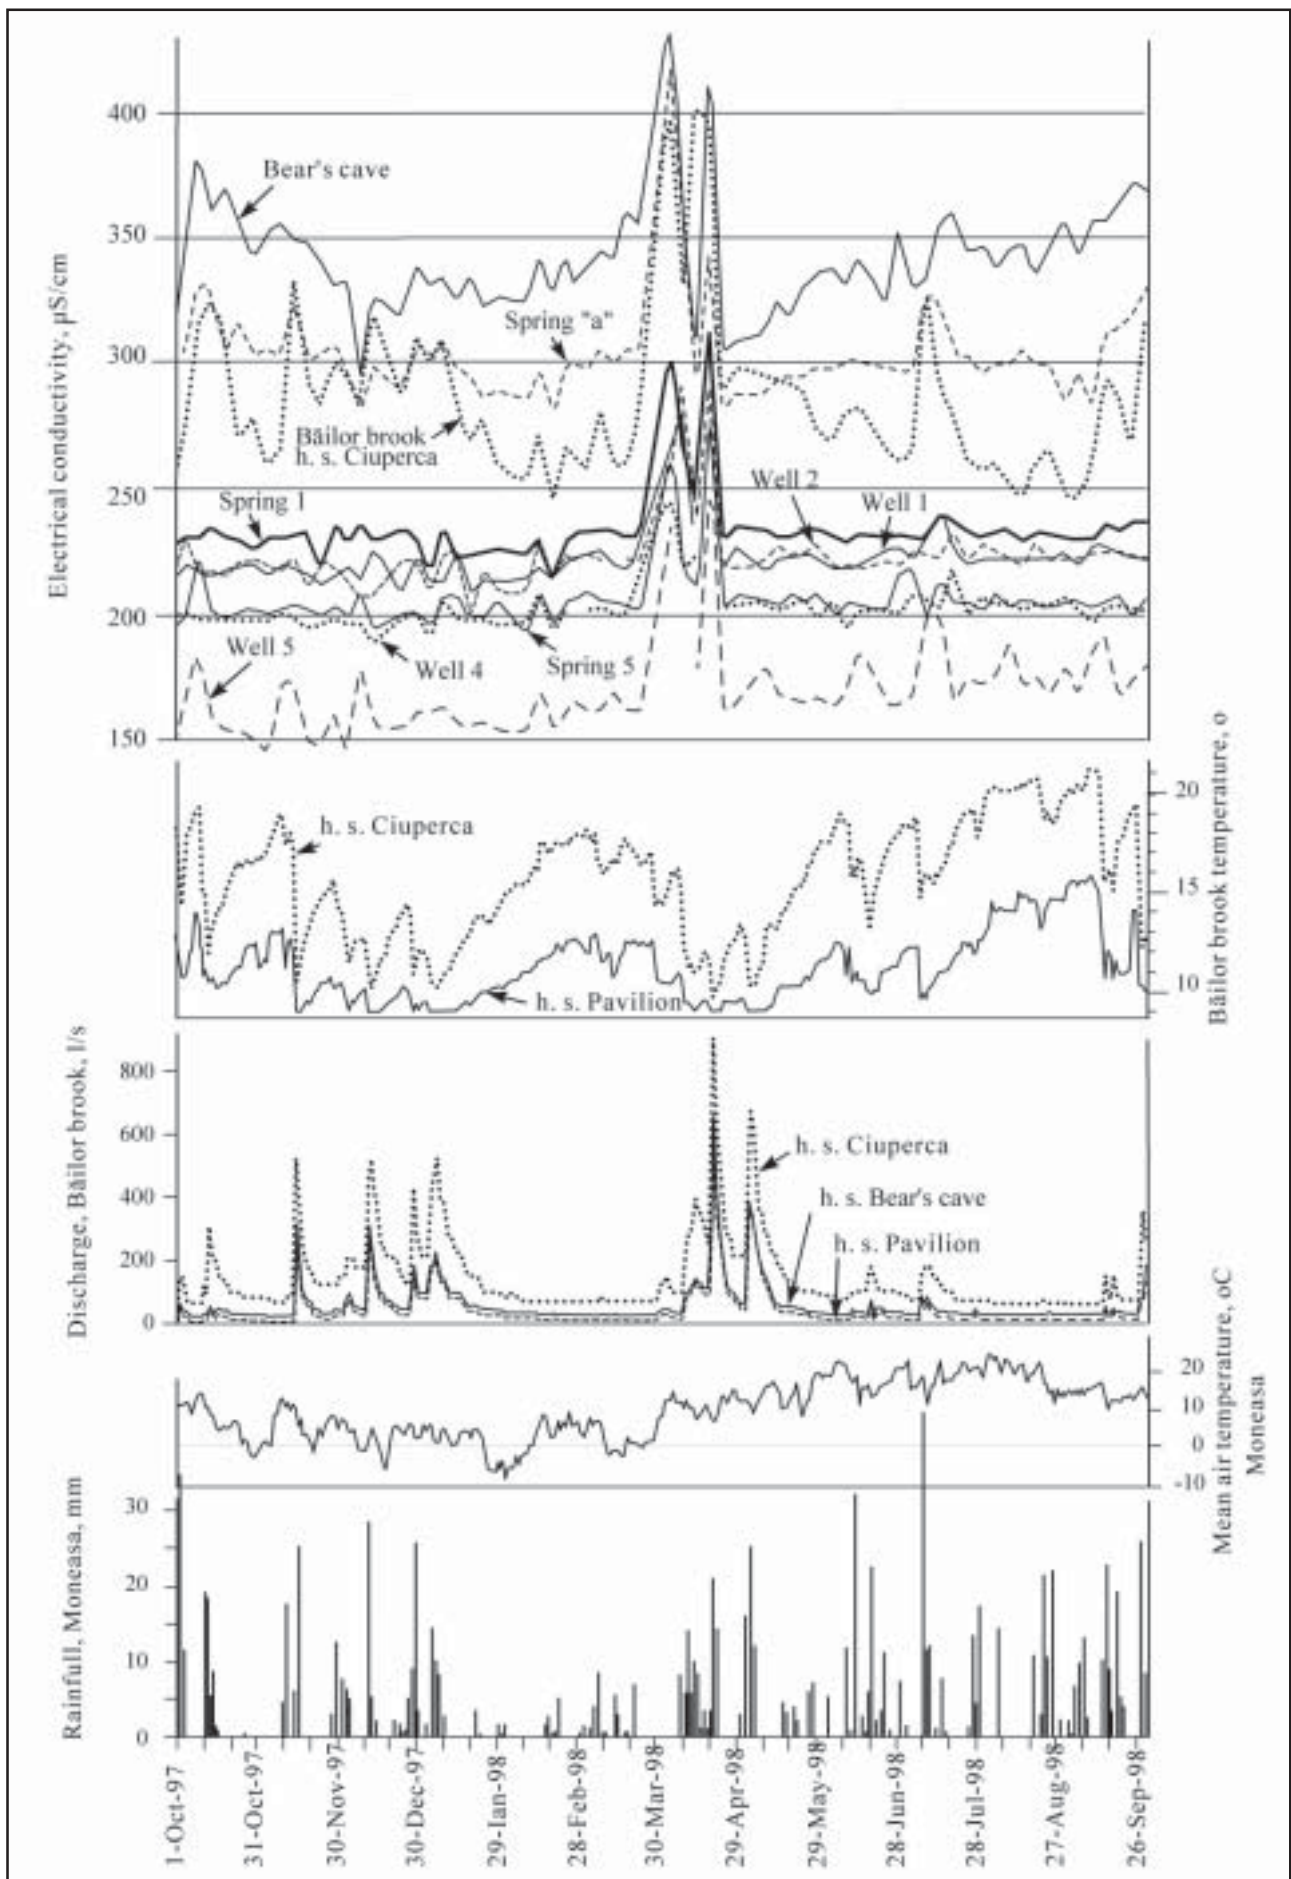 Electrical conductivity, µS/cm
400
350
300
250
200
150
Bear's cave
Spring "a"
Băilor brook
h. s. Ciuperca
Spring 1
Well 2
Well 1
Well 5
Well 4
Spring 5
Băilor brook temperature, o
20
15
10
h. s. Ciuperca
h. s. Pavilion
Discharge, Băilor brook, l/s
800
600
400
200
0
h. s. Ciuperca
h. s. Bear's cave
h. s. Pavilion
Mean air temperature, oC
Moneasa
20
10
0
-10
Rainfull, Moneasa, mm
30
20
10
0
1-Oct-97
31-Oct-97
30-Nov-97
30-Dec-97
29-Jan-98
28-Feb-98
30-Mar-98
29-Apr-98
29-May-98
28-Jun-98
28-Jul-98
27-Aug-98
26-Sep-98